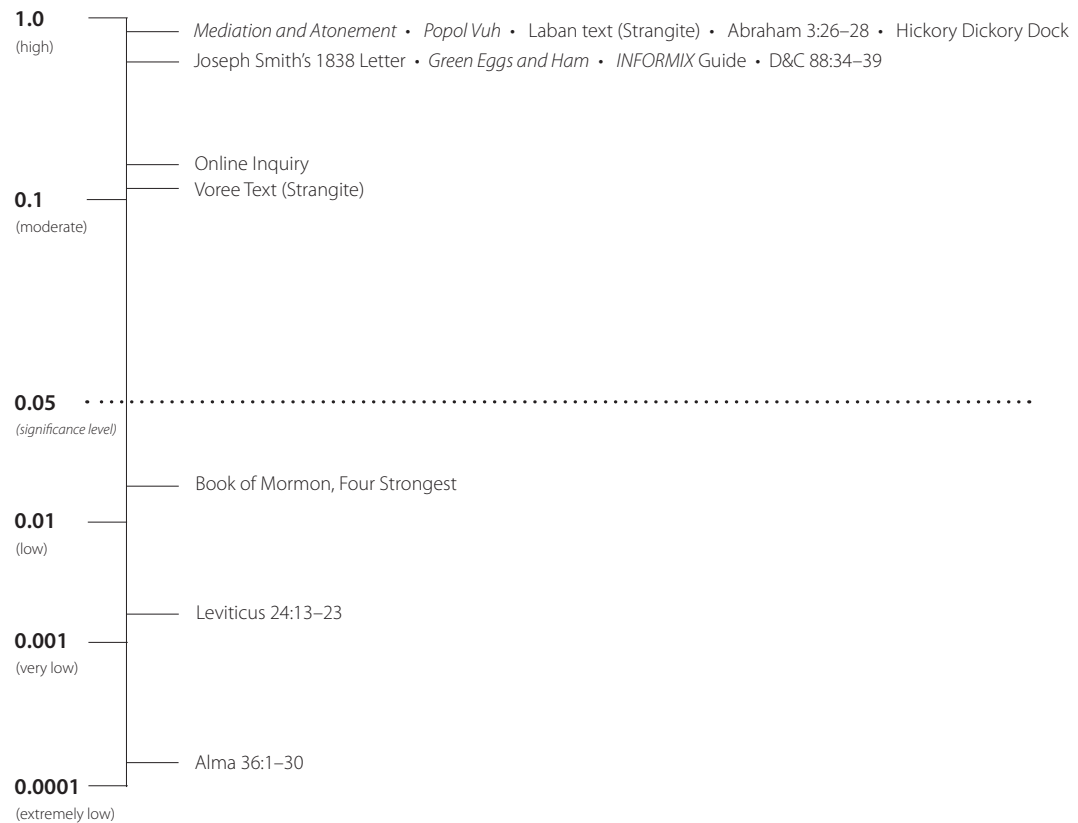 1.0
(high)
Mediation and Atonement • Popol Vuh • Laban text (Strangite) • Abraham 3:26–28 • Hickory Dickory Dock
Joseph Smith’s 1838 Letter • Green Eggs and Ham • INFORMIX Guide • D&C 88:34–39
Online Inquiry
Voree Text (Strangite)
0.1
(moderate)
0.05
(significance level)
Book of Mormon, Four Strongest
0.01
(low)
Leviticus 24:13–23
0.001
(very low)
Alma 36:1–30
0.0001
(extremely low)